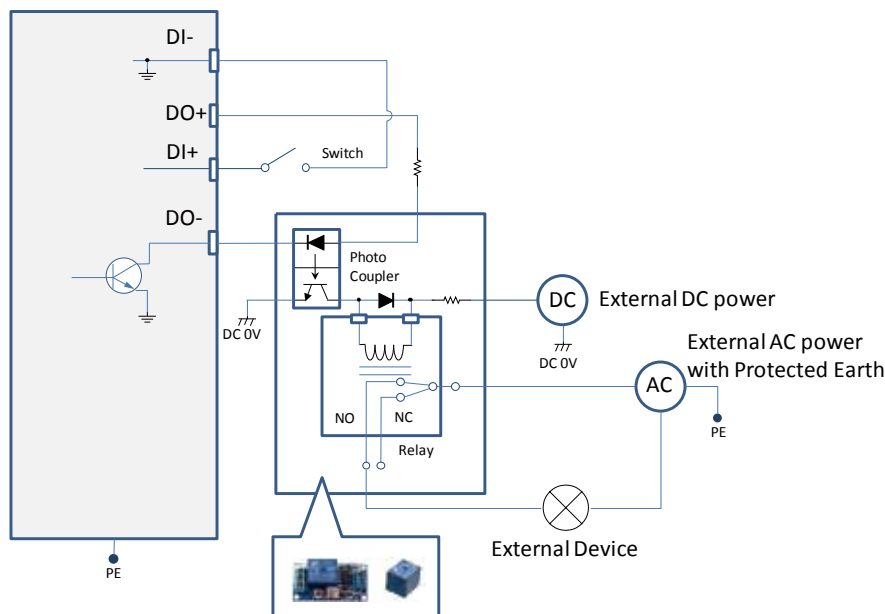 DI-
DO+
DI+
Switch
DO-
Photo
Coupler
DC 0V
DC
External DC power
DC 0V
External AC power
with Protected Earth
AC
PE
NO
NC
Relay
External Device
PE